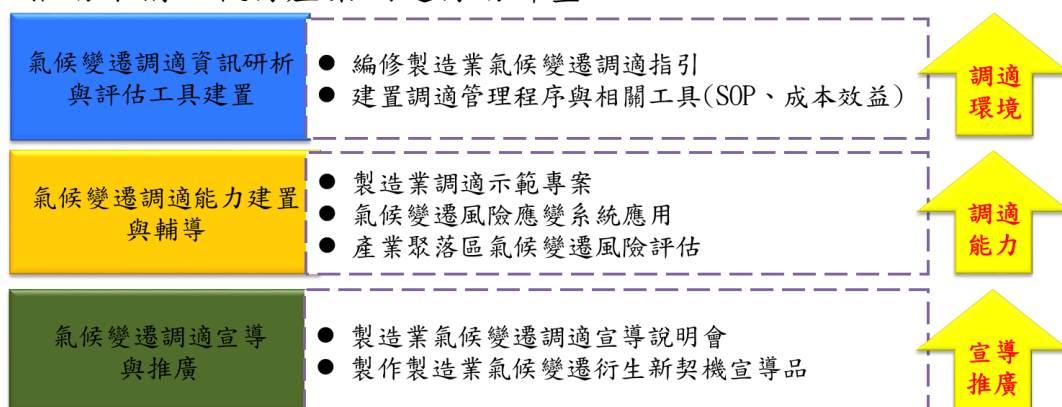 氣候變遷調適資訊研析
與評估工具建置
● 編修製造業氣候變遷調適指引
● 建置調適管理程序與相關工具(SOP、成本效益)
調適
環境
氣候變遷調適能力建置
與輔導
● 製造業調適示範專案
● 氣候變遷風險應變系統應用
● 產業聚落區氣候變遷風險評估
調適
能力
氣候變遷調適宣導
與推廣
● 製造業氣候變遷調適宣導說明會
● 製作製造業氣候變遷衍生新契機宣導品
宣導
推廣